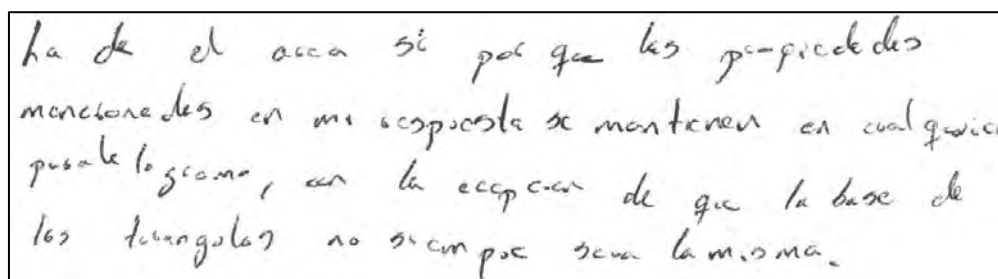 La de el area si por que las propiedades
mencionadas en mi respuesta se mantienen en cualquier
paralelogramo, con la ecepcion de que la base de
los triangulos no siempre sera la misma.